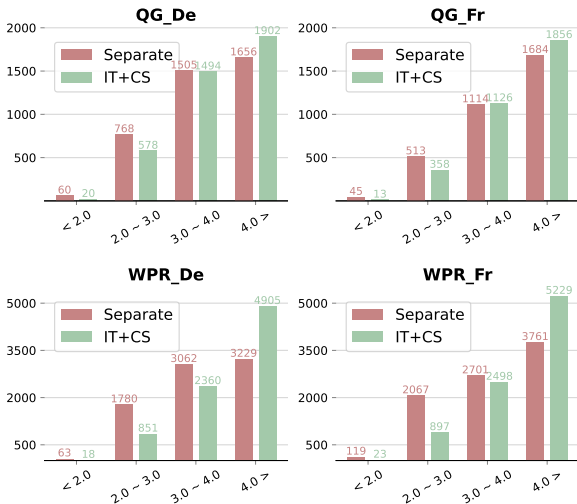 QG_De
2000
1500
1000
500
Separate
IT+CS
60
20
768
578
1505
1494
1656
1902
< 2.0
2.0 ~ 3.0
3.0 ~ 4.0
4.0 >
QG_Fr
2000
1500
1000
500
Separate
IT+CS
45
13
513
358
1114
1126
1684
1856
< 2.0
2.0 ~ 3.0
3.0 ~ 4.0
4.0 >
WPR_De
5000
3500
2000
500
Separate
IT+CS
63
18
1780
851
3062
2360
3229
4905
< 2.0
2.0 ~ 3.0
3.0 ~ 4.0
4.0 >
WPR_Fr
5000
3500
2000
500
Separate
IT+CS
119
23
2067
897
2701
2498
3761
5229
< 2.0
2.0 ~ 3.0
3.0 ~ 4.0
4.0 >